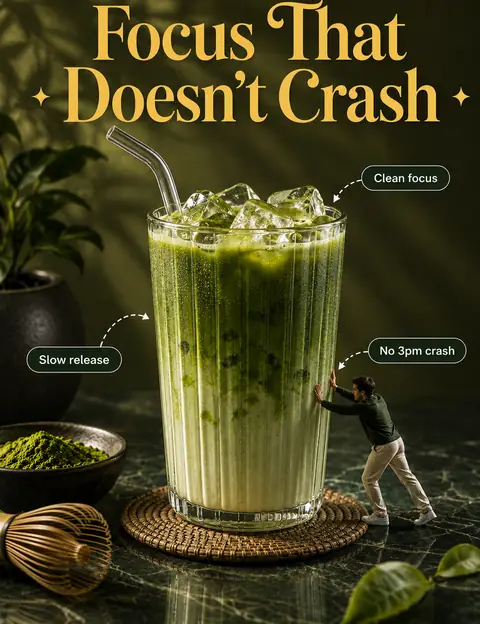 Focus That
Doesn't Crash
Clean focus
No 3pm crash
Slow release